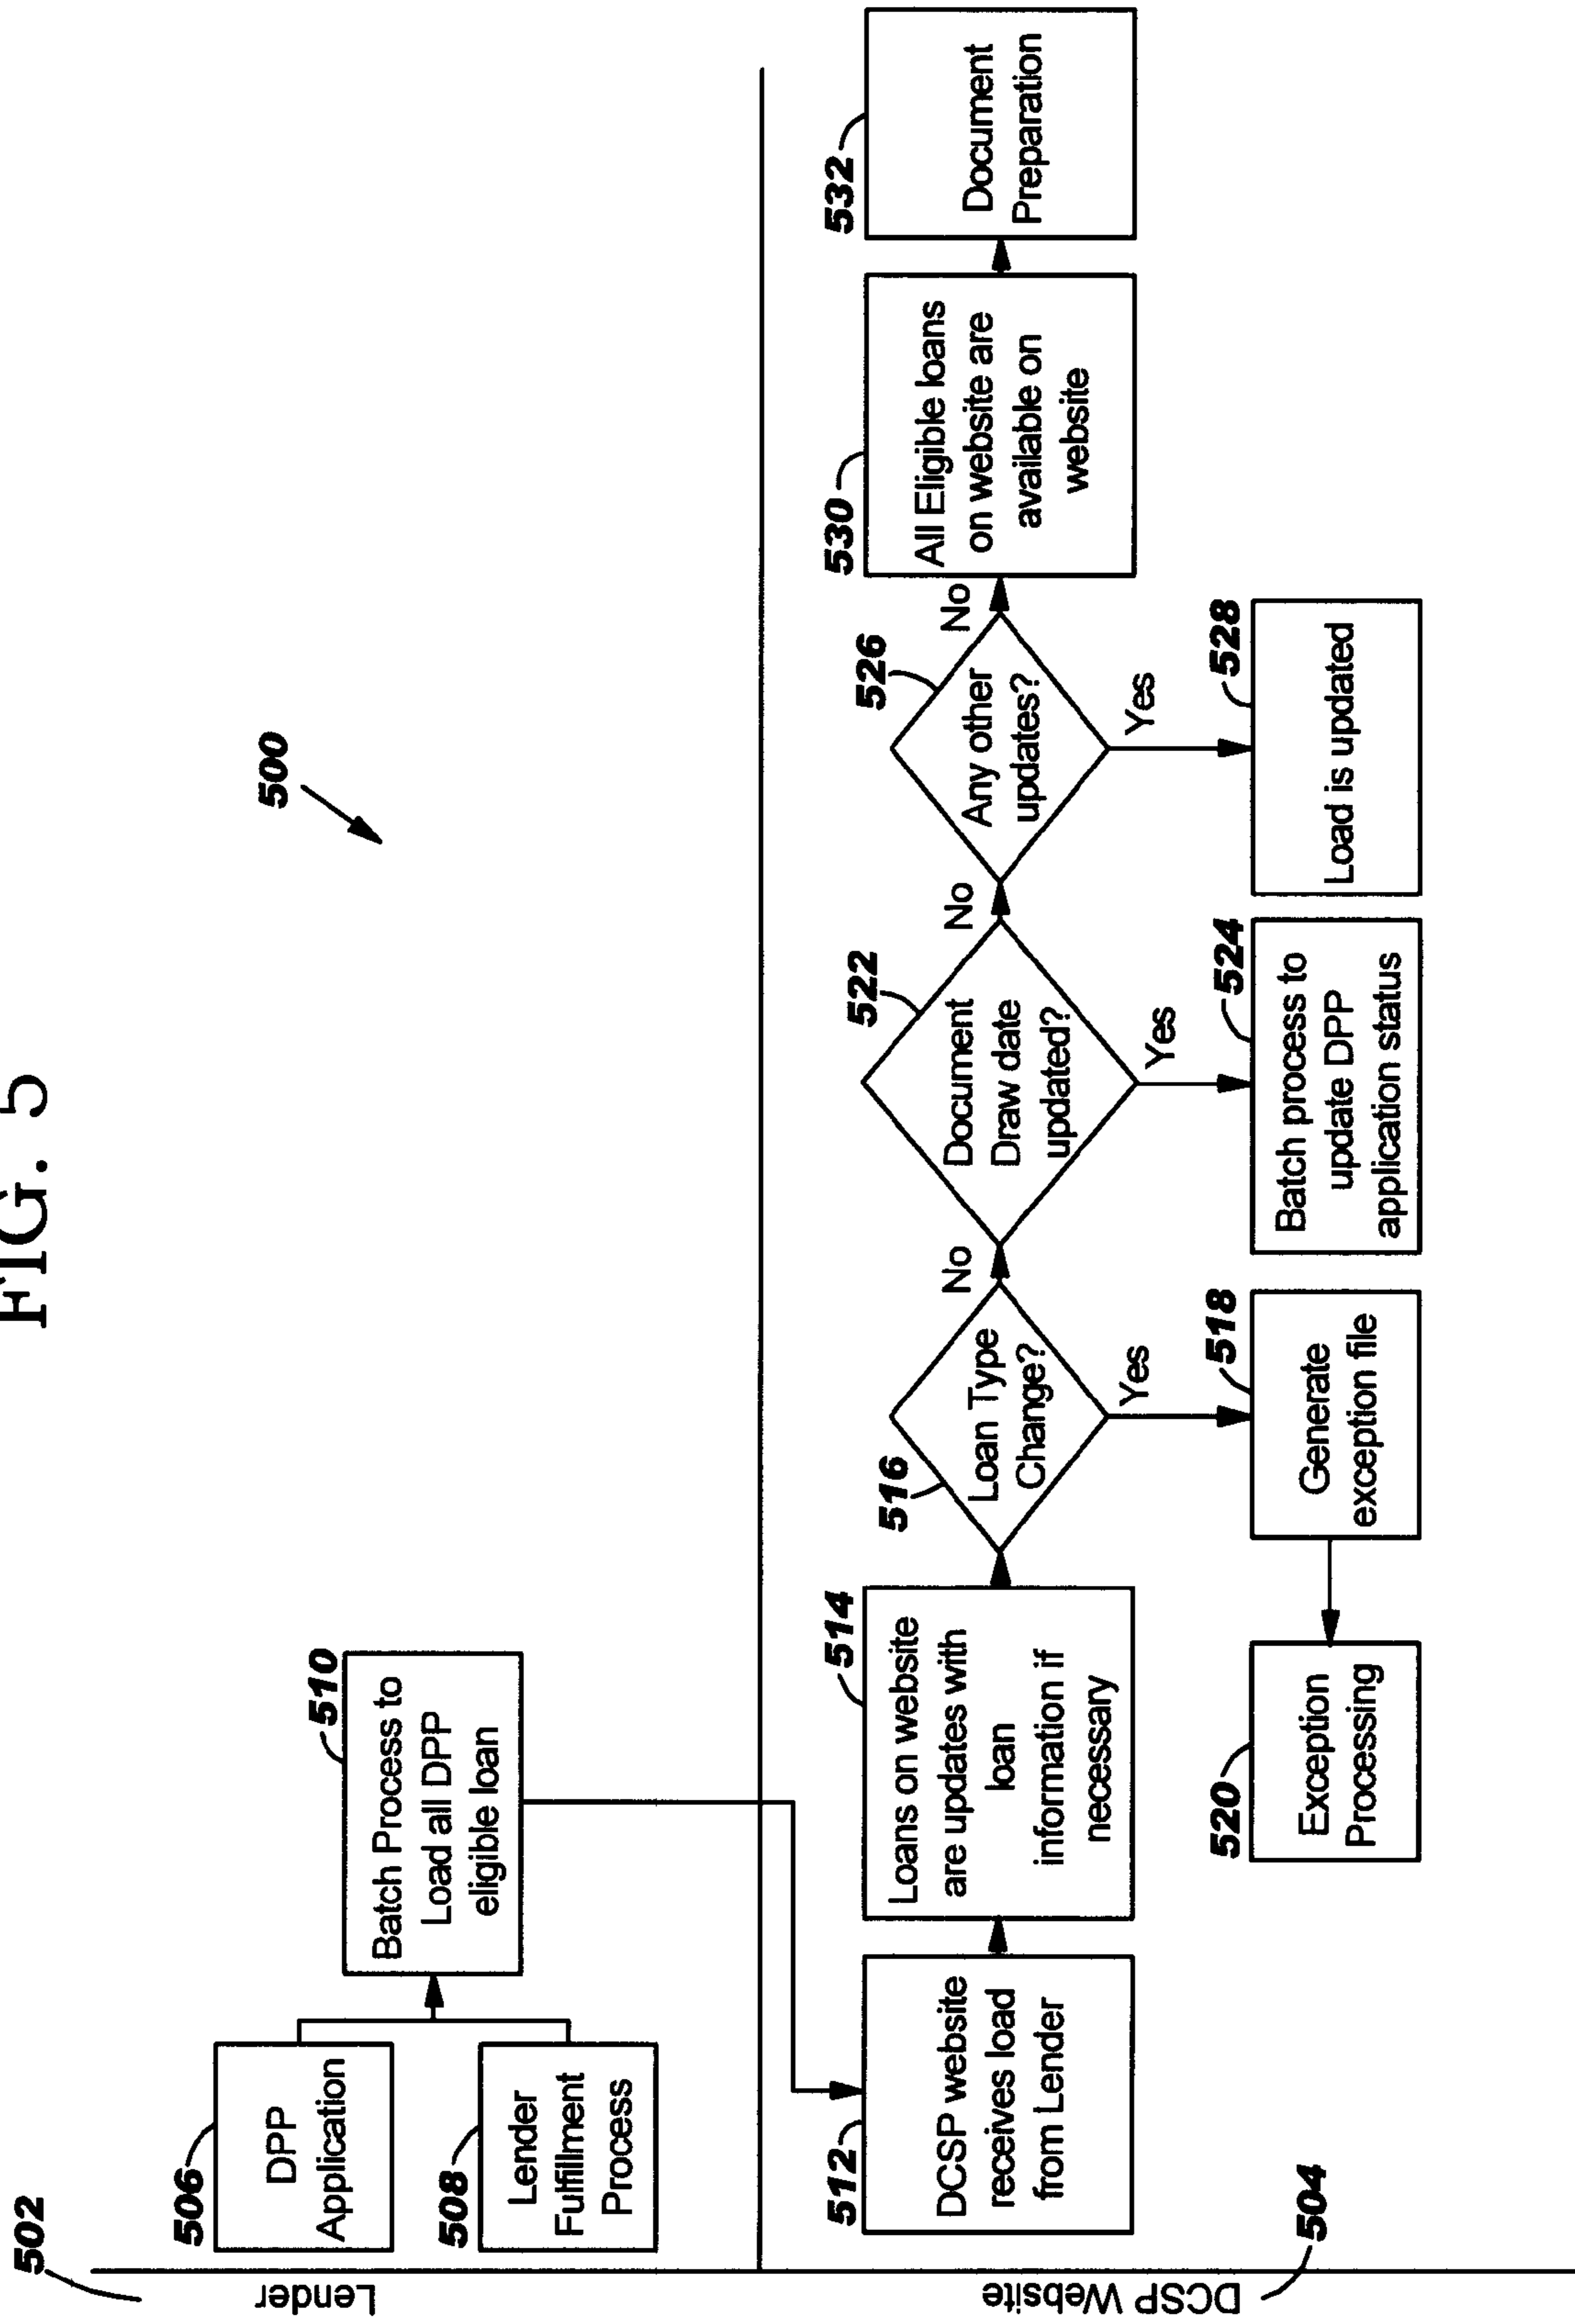 FIG. 5
500
502
Lender
506
DPP
Application
508
Lender
Fulfillment
Process
510
Batch Process to
Load all DPP
eligible loan
504
DCSP Website
512
DCSP website
receives load
from Lender
514
Loans on website
are updates with
loan
information if
necessary
516
Loan Type
Change?
No
Yes
518
Generate
exception file
520
Exception
Processing
522
Document
Draw date
updated?
No
Yes
524
Batch process to
update DPP
application status
526
Any other
updates?
No
Yes
528
Load is updated
530
All Eligible loans
on website are
available on
website
532
Document
Preparation